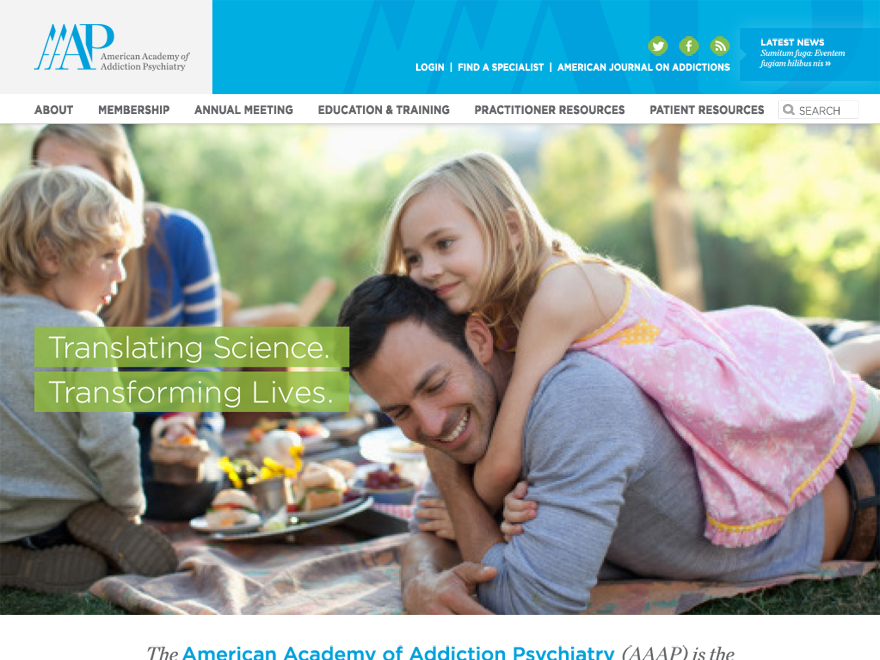 AAAP
American Academy of
Addiction Psychiatry
LOGIN | FIND A SPECIALIST | AMERICAN JOURNAL ON ADDICTIONS
LATEST NEWS
Sumitum fuga: Eventem
fugiam hilibus nis »
ABOUT MEMBERSHIP ANNUAL MEETING EDUCATION & TRAINING PRACTITIONER RESOURCES PATIENT RESOURCES SEARCH
Translating Science.
Transforming Lives.
The American Academy of Addiction Psychiatry (AAAP) is the